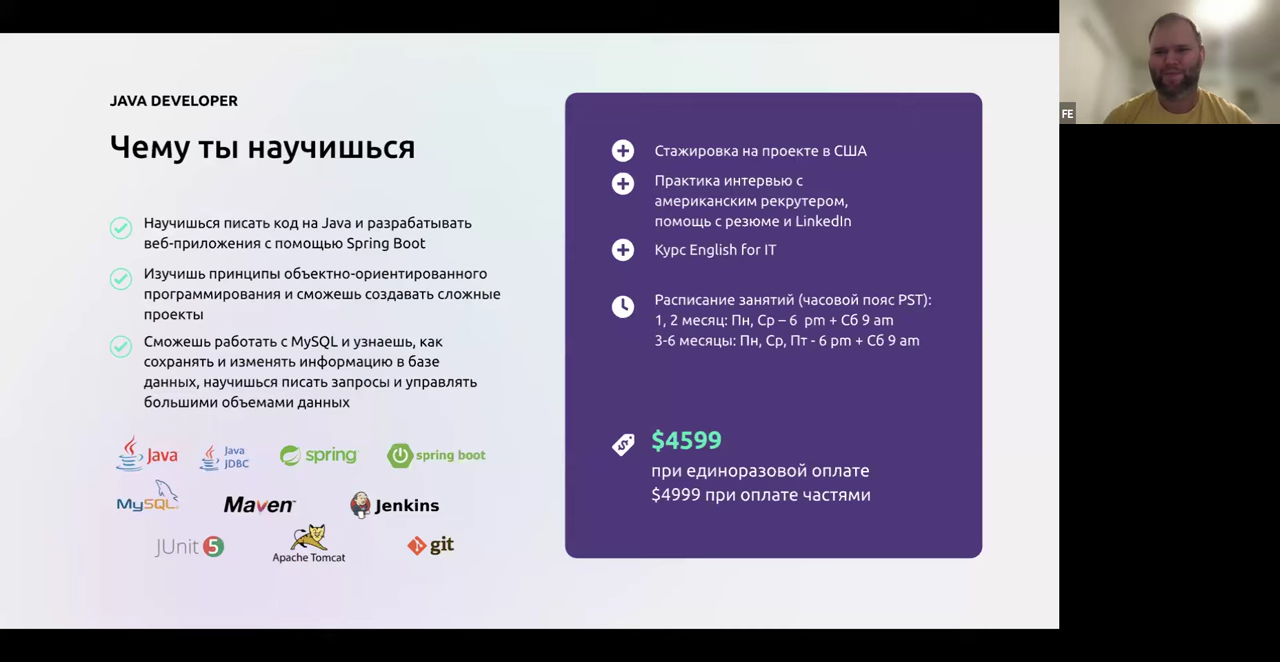 JAVA DEVELOPER
Чему ты научишься
Научишься писать код на Java и разрабатывать
веб-приложения с помощью Spring Boot
Изучишь принципы объектно-ориентированного
программирования и сможешь создавать сложные
проекты
Сможешь работать с MySQL и узнаешь, как
сохранять и изменять информацию в базе
данных, научишься писать запросы и управлять
большими объемами данных
Java
Java
JDBC
spring
spring boot
MySQL
Maven
Jenkins
JUnit 5
Apache Tomcat
git
Стажировка на проекте в США
Практика интервью с
американским рекрутером,
помощь с резюме и LinkedIn
Курс English for IT
Расписание занятий (часовой пояс PST):
1, 2 месяц: Пн, Ср – 6 pm + Сб 9 am
3-6 месяцы: Пн, Ср, Пт - 6 pm + Сб 9 am
$4599
при единоразовой оплате
$4999 при оплате частями
FE